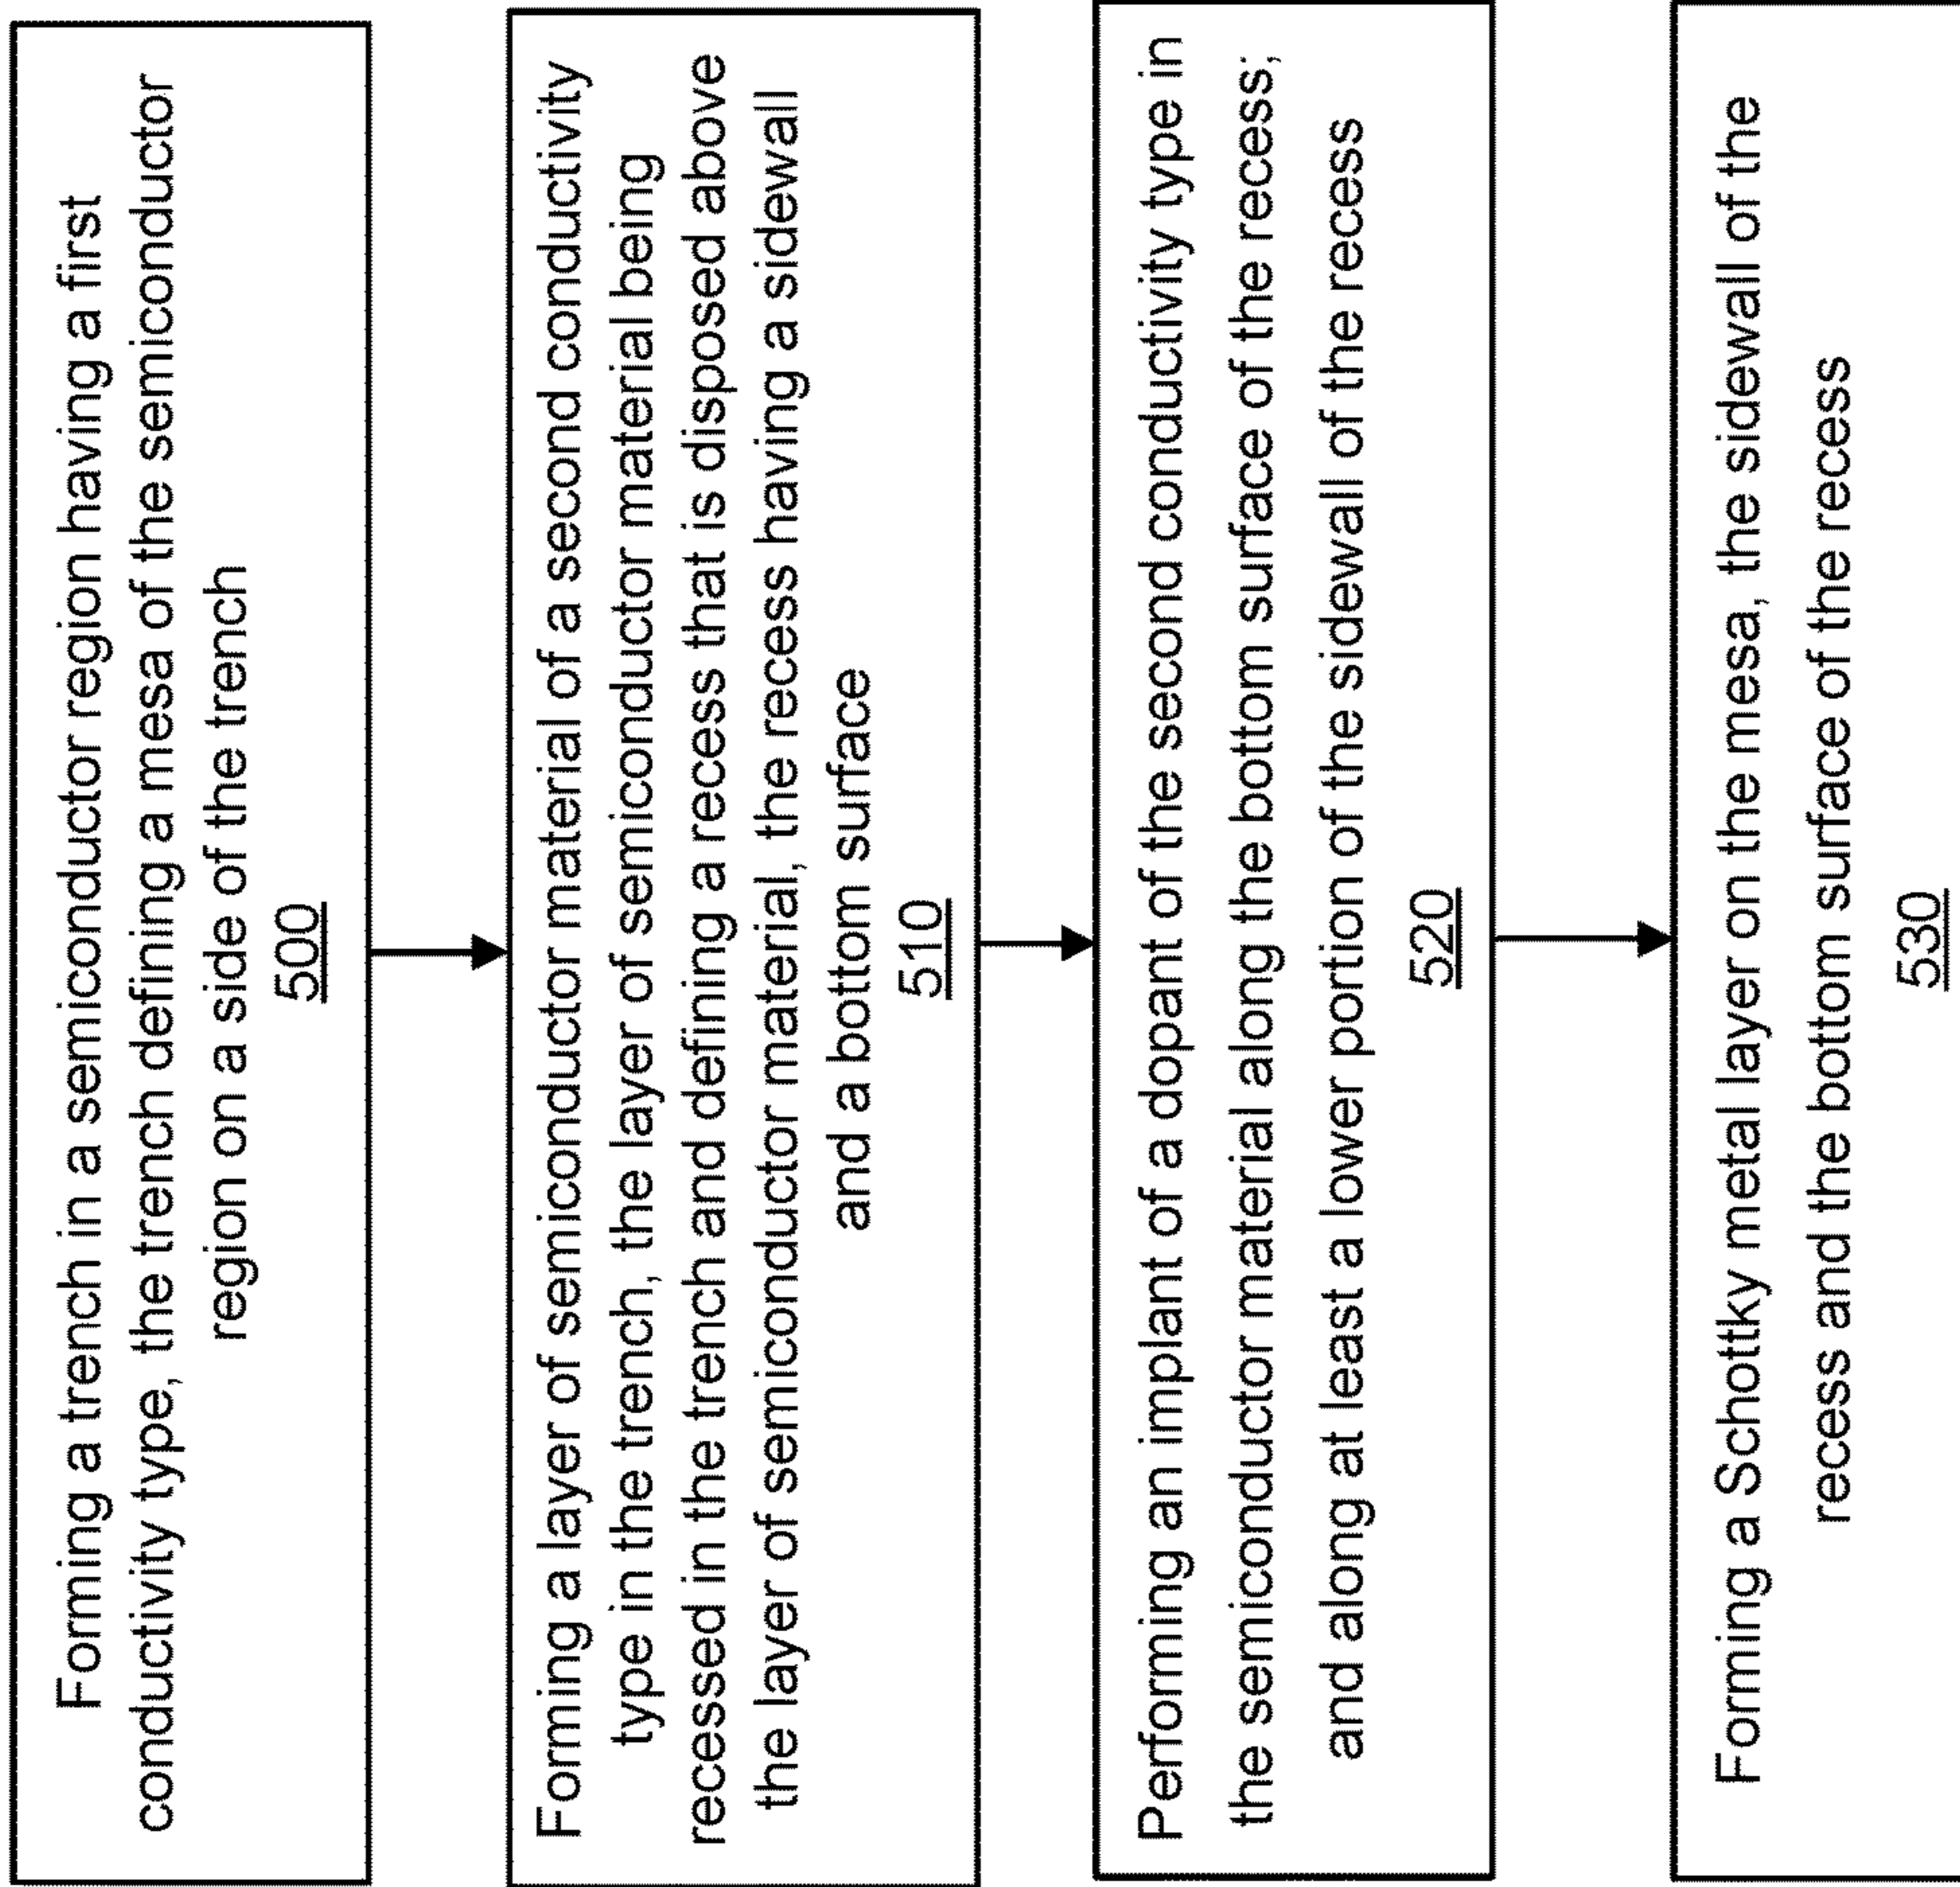 Forming a trench in a semiconductor region having a first
conductivity type, the trench defining a mesa of the semiconductor
region on a side of the trench
500
Forming a layer of semiconductor material of a second conductivity
type in the trench, the layer of semiconductor material being
recessed in the trench and defining a recess that is disposed above
the layer of semiconductor material, the recess having a sidewall
and a bottom surface
510
Performing an implant of a dopant of the second conductivity type in
the semiconductor material along the bottom surface of the recess;
and along at least a lower portion of the sidewall of the recess
520
Forming a Schottky metal layer on the mesa, the sidewall of the
recess and the bottom surface of the recess
530